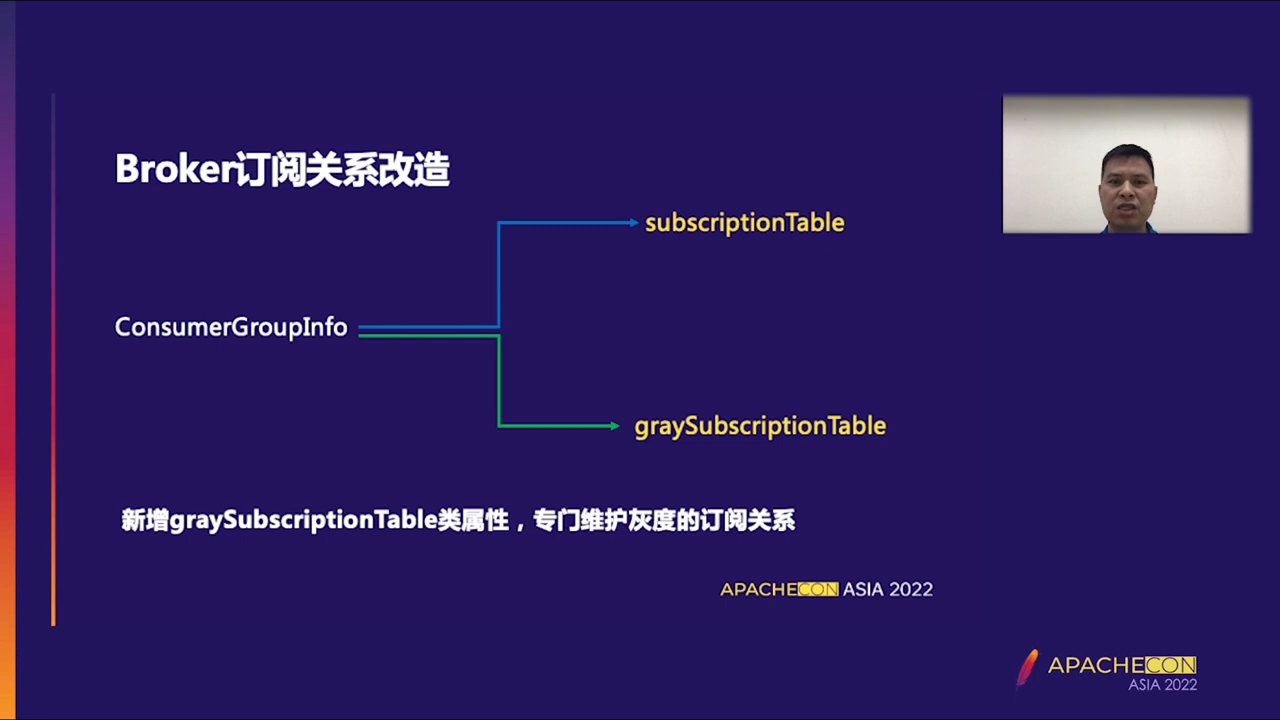 Broker订阅关系改造
subscriptionTable
ConsumerGroupInfo
graySubscriptionTable
新增graySubscriptionTable类属性，专门维护灰度的订阅关系
APACHECON ASIA 2022
APACHECON
ASIA 2022